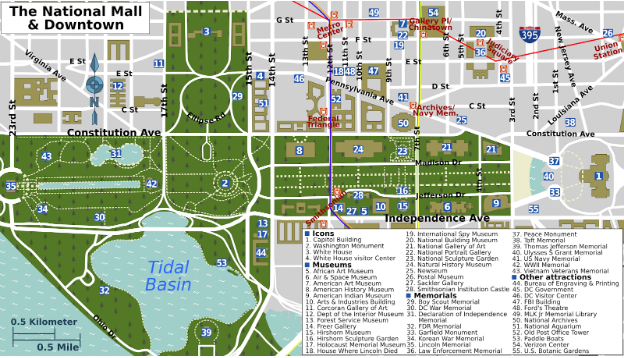 The National Mall
& Downtown
G St
49
54
Gallery Pl/
Chinatown
4th St
Mass. Ave
395
26
Union
Station
Metro
Center
7
22
19
F St
20
36
Judiciary
Square
45
5th St
6th St
New Jersey Ave
1st St
2nd St
3rd St
Louisiana Ave
38
3
11
Virginia Ave
E St
E St
12
C St
17th St
15th St
14th St
13th St
12th St
11th St
10th St
4
51
46
29
18
48
10
47
9th St
E St
Pennsylvania Ave
52
41
D St
Archives/
Navy Mem.
C St
25
50
Federal
Triangle
Ellipse Rd
23rd St
Constitution Ave
Constitution Ave
43
31
8
24
23
7th St
21
21
37
Madison Dr
35
42
2
40
1
16
33
34
30
28
Jefferson Dr
4th St
Smithsonian
14
27
5
10
15
6
9
55
Independence Ave
13
17
44
53
Tidal
Basin
32
39
Ohio Dr
0.5 Kilometer
0.5 Mile
Icons
1. Capitol Building
2. Washington Monument
3. White House
4. White House visitor Center
Museums
5. African Art Museum
6. Air & Space Museum
7. American Art Museum
8. American History Museum
9. American Indian Museum
10. Arts & Industries Building
11. Corcoran Gallery of Art
12. Dept of the Interior Museum
13. Forest Service Museum
14. Freer Gallery
15. Hirshorn Museum
16. Hirshhorn Sculpture Garden
17. Holocaust Memorial Museum
18. House Where Lincoln Died
19. International Spy Museum
20. National Building Museum
21. National Gallery of Art
22. National Portrait Gallery
23. National Sculpture Garden
24. Natural History Museum
25. Newseum
26. Postal Museum
27. Sackler Gallery
28. Smithsonian Institution Castle
Memorials
29. Boy Scout Memorial
30. DC War Memorial
31. Declaration of Independence
Memorial
32. FDR Memorial
33. Garfield Monument
34. Korean War Memorial
35. Lincoln Memorial
36. Law Enforcement Memorial
37. Peace Monument
38. Taft Memorial
39. Thomas Jefferson Memorial
40. Ulysses S Grant Memorial
41. US Navy Memorial
42. WWII Memorial
43. Vietnam Veterans Memorial
Other attractions
44. Bureau of Engraving & Printing
45. DC Government
46. DC Visitor Center
47. FBI Building
48. Ford's Theatre
49. MLK Jr Memorial Library
50. National Archives
51. National Aquarium
52. Old Post Office Tower
53. Paddle Boats
54. Verizon Center
55. U.S. Botanic Gardens